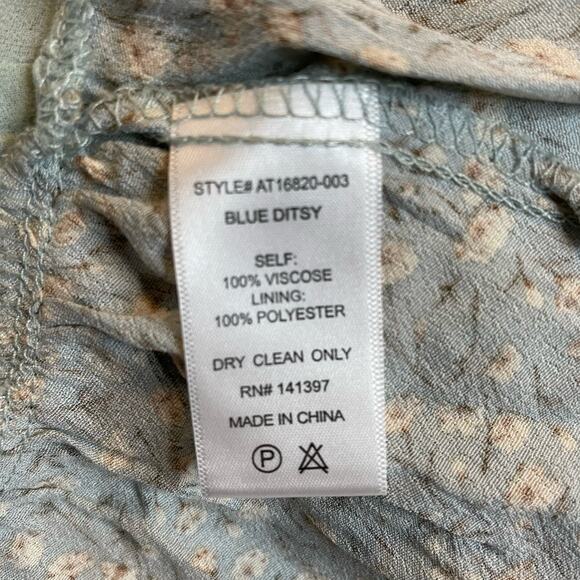 STYLE# AT16820-003
BLUE DITSY
SELF:
100% VISCOSE
LINING:
100% POLYESTER
DRY CLEAN ONLY
RN# 141397
MADE IN CHINA
P